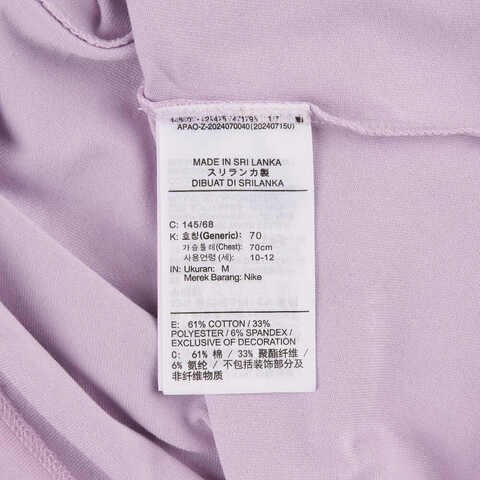 APAO-Z-2024070040(202407150)
MADE IN SRI LANKA
スリランカ製
DIBUAT DI SRILANKA
C: 145/68
K: 호칭(Generic): 70
가슴둘레(Chest): 70cm
사용연령 (세): 10-12
IN: Ukuran: M
Merek Barang: Nike
E: 61% COTTON / 33%
POLYESTER / 6% SPANDEX /
EXCLUSIVE OF DECORATION
C: 61% 棉 / 33% 聚酯纤维 /
6% 氨纶 / 不包括装饰部分及
非纤维物质